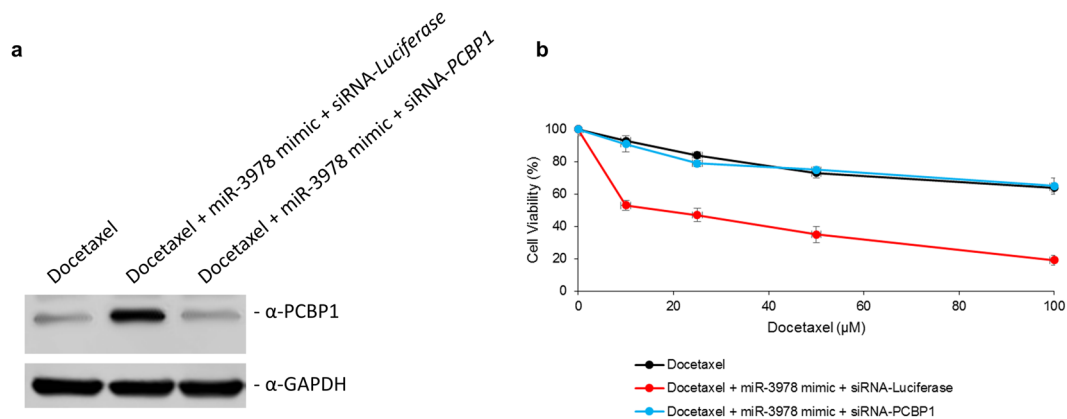 a
Docetaxel
Docetaxel + miR-3978 mimic + siRNA-Luciferase
Docetaxel + miR-3978 mimic + siRNA-PCBP1
- α-PCBP1
- α-GAPDH
b
Cell Viability (%)
100
80
60
40
20
0
0 20 40 60 80 100
Docetaxel (µM)
Docetaxel
Docetaxel + miR-3978 mimic + siRNA-Luciferase
Docetaxel + miR-3978 mimic + siRNA-PCBP1